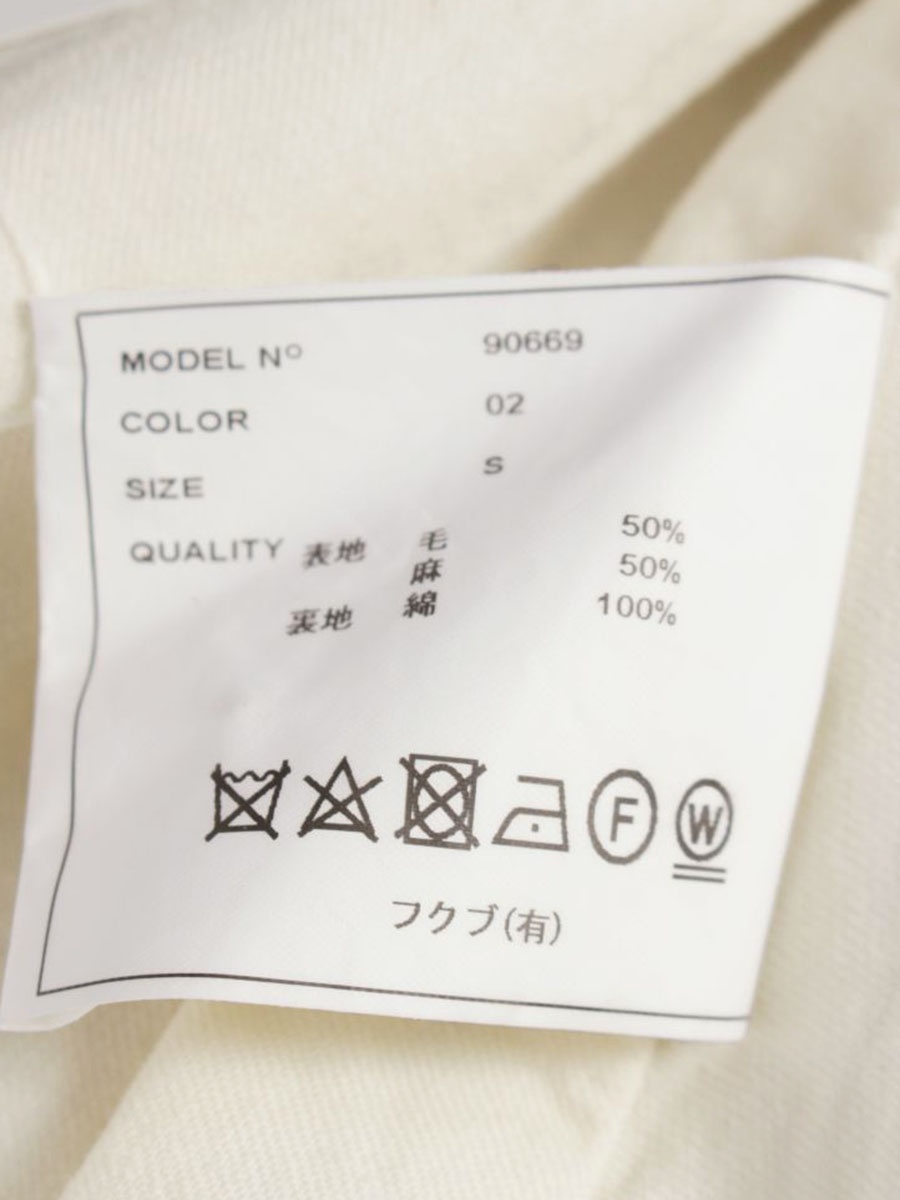 MODEL Nº 90669
COLOR 02
SIZE S
QUALITY 表地 毛 50%
麻 50%
裏地 綿 100%
F W
フクブ(有)